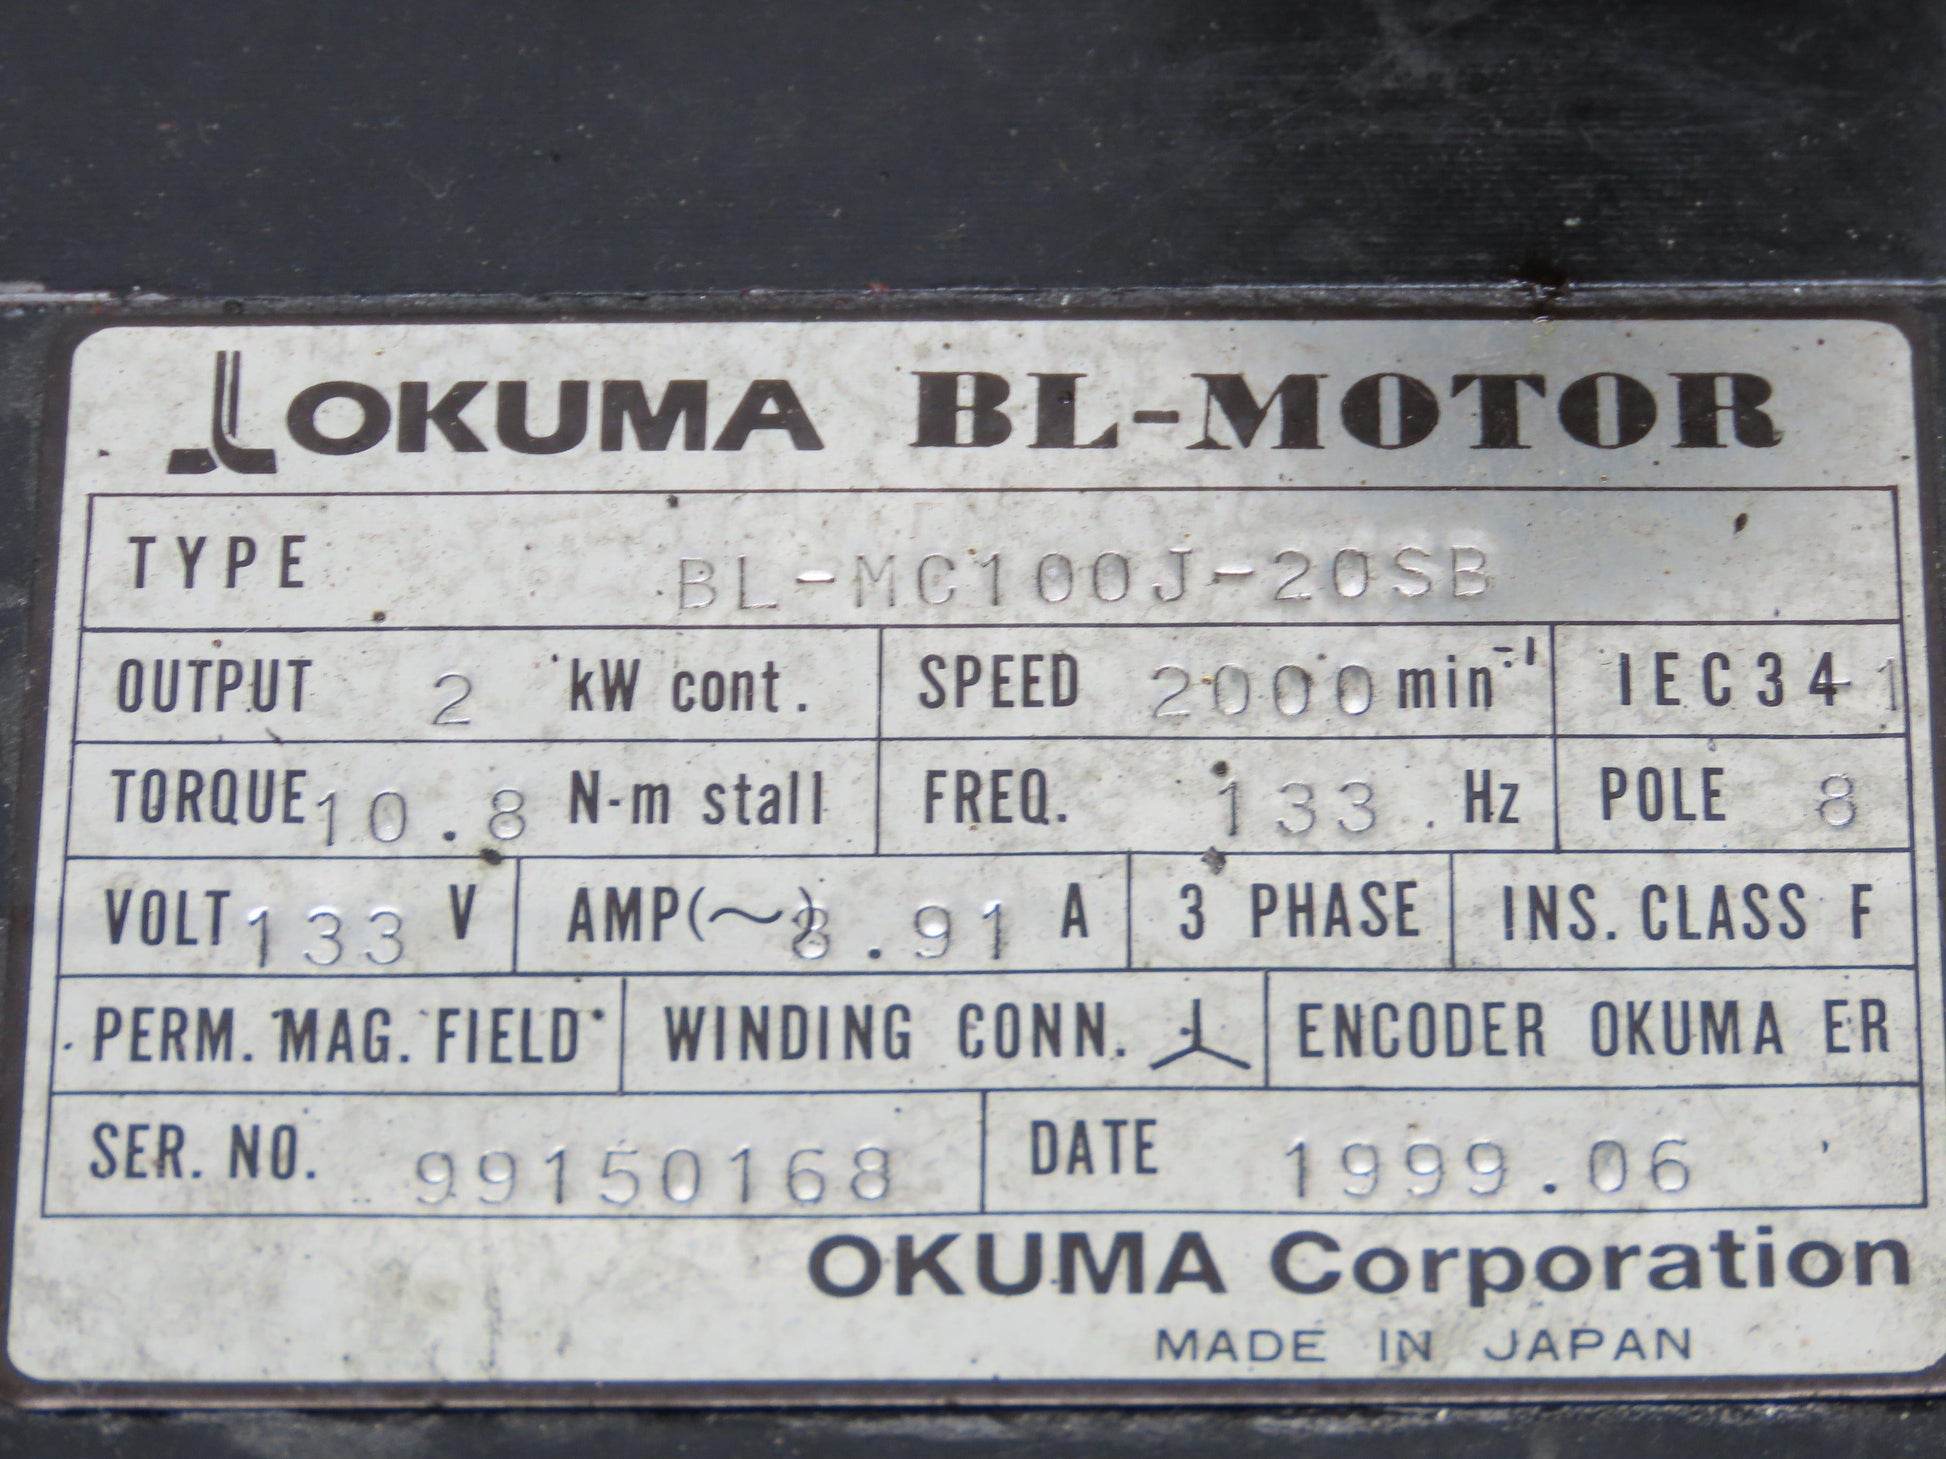 OKUMA BL-MOTOR
TYPE BL-MC100J-20SB
OUTPUT 2 kW cont. SPEED 2000 min⁻¹ IEC34-1
TORQUE 10.8 N-m stall FREQ. 133. Hz POLE 8
VOLT 133 V AMP(~) 8.91 A 3 PHASE INS. CLASS F
PERM. MAG. FIELD WINDING CONN. ENCODER OKUMA ER
SER. NO. 99150168 DATE 1999.06
OKUMA Corporation
MADE IN JAPAN